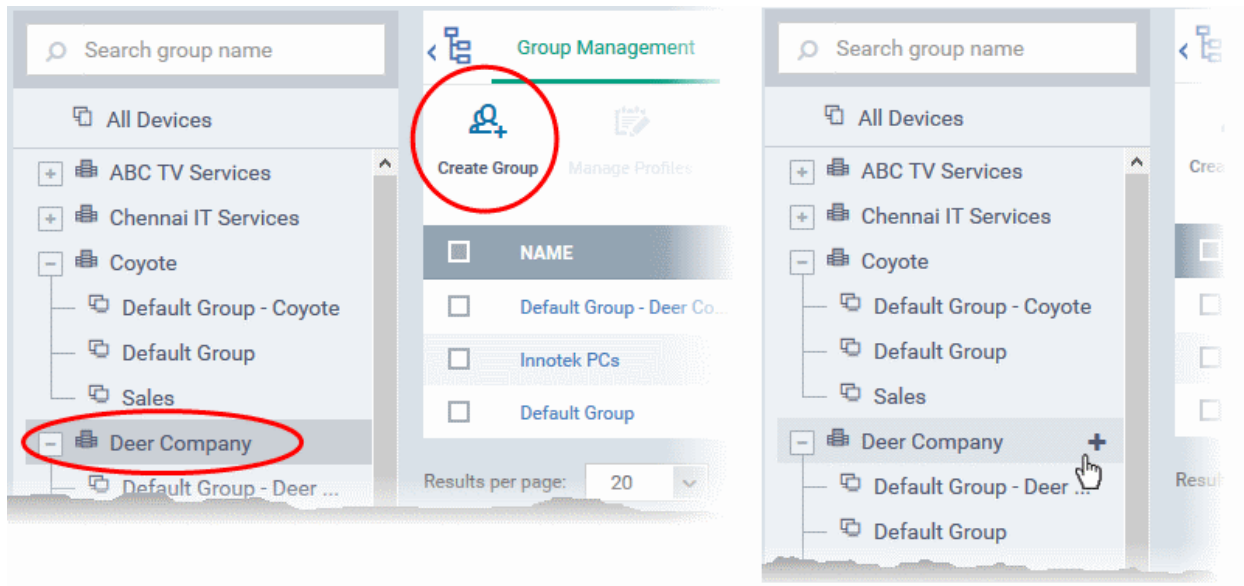 Search group name
All Devices
ABC TV Services
Chennai IT Services
Coyote
Default Group - Coyote
Default Group
Sales
Deer Company
Default Group - Deer ...
Group Management
Create Group
Manage Profiles
NAME
Default Group - Deer Co...
Innotek PCs
Default Group
Results per page: 20
Search group name
All Devices
ABC TV Services
Chennai IT Services
Coyote
Default Group - Coyote
Default Group
Sales
Deer Company
Default Group - Deer ...
Default Group
Crea
Resul